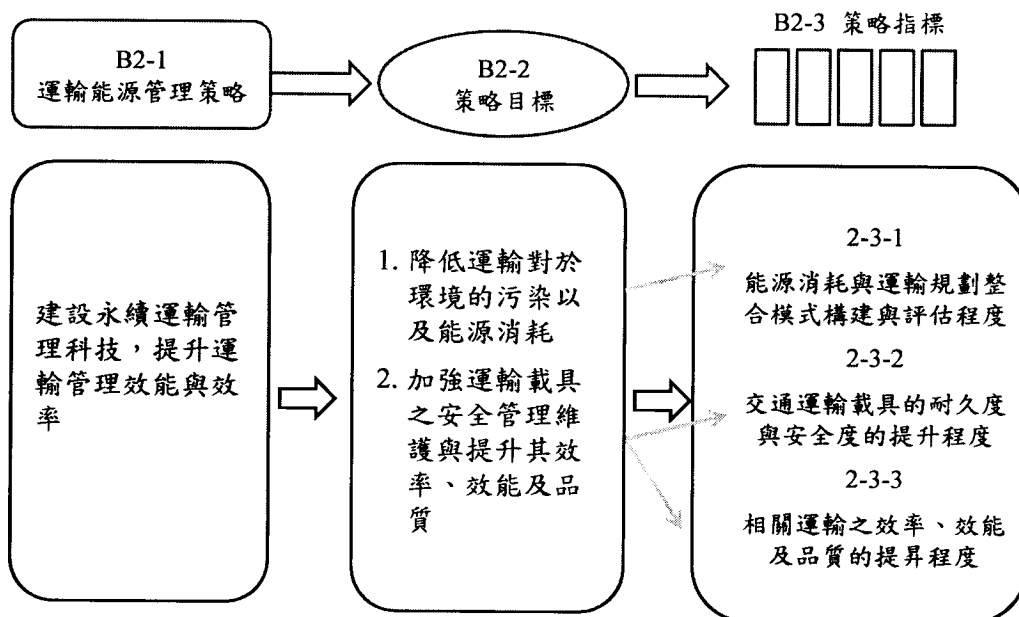 B2-1
運輸能源管理策略
B2-2
策略目標
B2-3 策略指標
建設永續運輸管
理科技，提升運
輸管理效能與效
率
1. 降低運輸對於
環境的污染以
及能源消耗
2. 加強運輸載具
之安全管理維
護與提升其效
率、效能及品
質
2-3-1
能源消耗與運輸規劃整
合模式構建與評估程度
2-3-2
交通運輸載具的耐久度
與安全度的提升程度
2-3-3
相關運輸之效率、效能
及品質的提昇程度